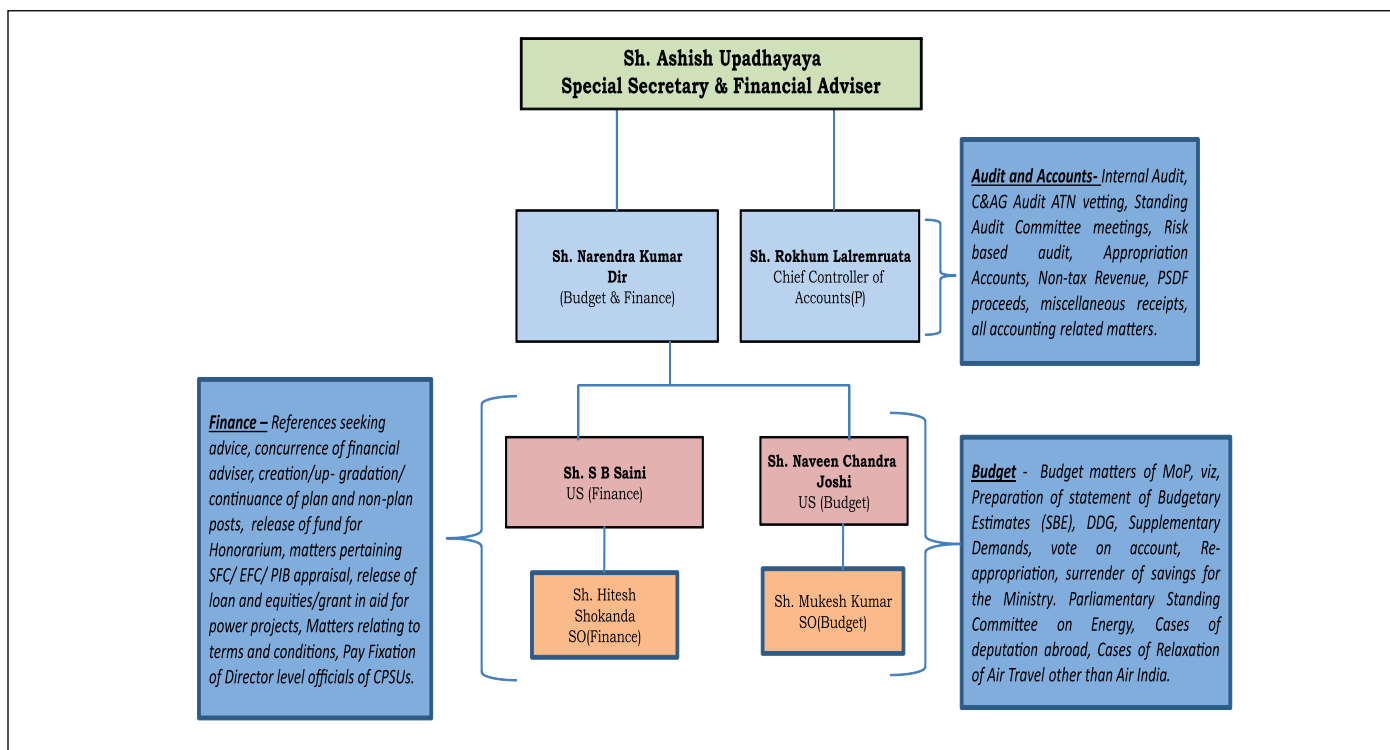 Sh. Ashish Upadhayaya
Special Secretary & Financial Adviser
Audit and Accounts- Internal Audit,
C&AG Audit ATN vetting, Standing
Audit Committee meetings, Risk
based audit, Appropriation
Accounts, Non-tax Revenue, PSDF
proceeds, miscellaneous receipts,
all accounting related matters.
Sh. Narendra Kumar
Dir
(Budget & Finance)
Sh. Rokhum Lalremruata
Chief Controller of
Accounts(P)
Finance – References seeking
advice, concurrence of financial
adviser, creation/up- gradation/
continuance of plan and non-plan
posts, release of fund for
Honorarium, matters pertaining
SFC/ EFC/ PIB appraisal, release of
loan and equities/grant in aid for
power projects, Matters relating to
terms and conditions, Pay Fixation
of Director level officials of CPSUs.
Sh. S B Saini
US (Finance)
Sh. Naveen Chandra
Joshi
US (Budget)
Budget - Budget matters of MoP, viz,
Preparation of statement of Budgetary
Estimates (SBE), DDG, Supplementary
Demands, vote on account, Re-
appropriation, surrender of savings for
the Ministry. Parliamentary Standing
Committee on Energy, Cases of
deputation abroad, Cases of Relaxation
of Air Travel other than Air India.
Sh. Hitesh
Shokanda
SO(Finance)
Sh. Mukesh Kumar
SO(Budget)